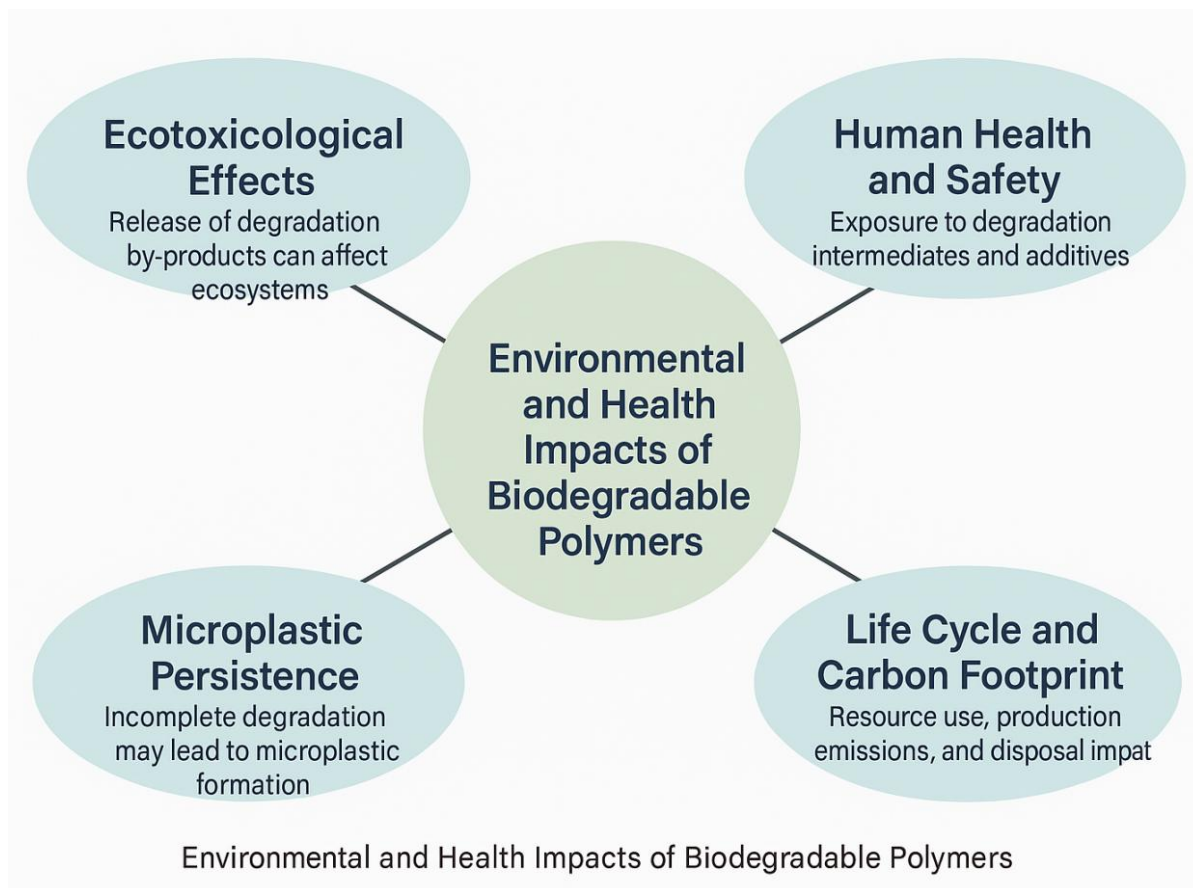 Ecotoxicological
Effects
Release of degradation
by-products can affect
ecosystems
Human Health
and Safety
Exposure to degradation
intermediates and additives
Environmental
and Health
Impacts of
Biodegradable
Polymers
Microplastic
Persistence
Incomplete degradation
may lead to microplastic
formation
Life Cycle and
Carbon Footprint
Resource use, production
emissions, and disposal impat
Environmental and Health Impacts of Biodegradable Polymers